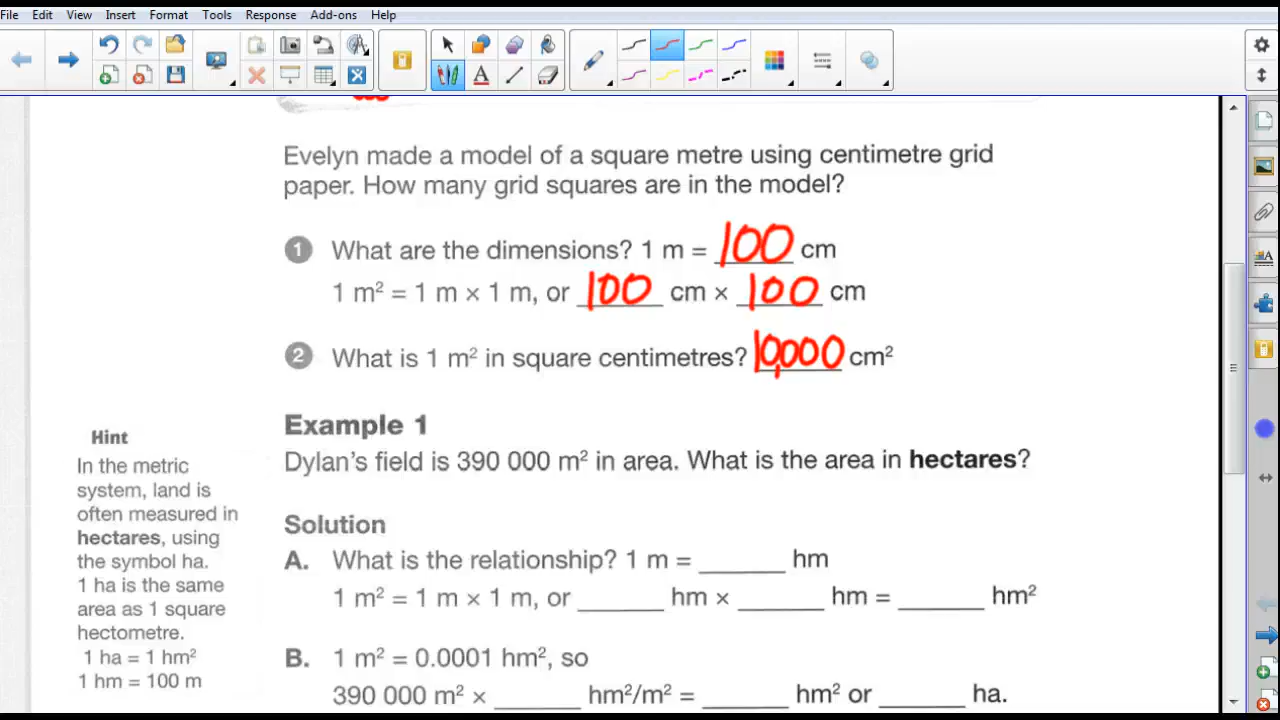 File Edit View Insert Format Tools Response Add-ons Help
Evelyn made a model of a square metre using centimetre grid
paper. How many grid squares are in the model?
1 What are the dimensions? 1 m = 100 cm
1 m² = 1 m × 1 m, or 100 cm × 100 cm
2 What is 1 m² in square centimetres? 10,000 cm²
Example 1
Dylan's field is 390 000 m² in area. What is the area in hectares?
Hint
In the metric
system, land is
often measured in
hectares, using
the symbol ha.
1 ha is the same
area as 1 square
hectometre.
1 ha = 1 hm²
1 hm = 100 m
Solution
A. What is the relationship? 1 m = ______ hm
1 m² = 1 m × 1 m, or ______ hm × ______ hm = ______ hm²
B. 1 m² = 0.0001 hm², so
390 000 m² × ______ hm²/m² = ______ hm² or ______ ha.